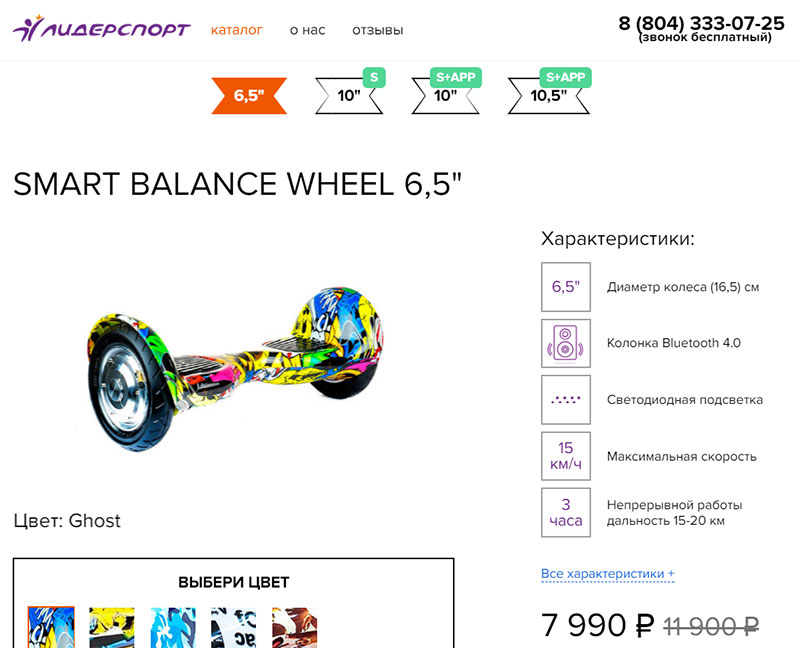 ЛИДЕРСПОРТ
каталог
о нас
отзывы
8 (804) 333-07-25
(звонок бесплатный)
6,5"
10"
S
10"
S+APP
10,5"
S+APP
SMART BALANCE WHEEL 6,5"
Характеристики:
6,5"
Диаметр колеса (16,5) см
Колонка Bluetooth 4.0
Светодиодная подсветка
15
км/ч
Максимальная скорость
3
часа
Непрерывной работы
дальность 15-20 км
Цвет: Ghost
ВЫБЕРИ ЦВЕТ
Все характеристики +
7 990 ₽ 11 900 ₽